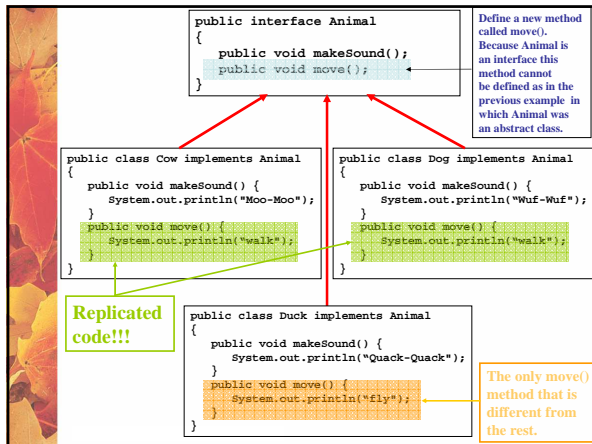 public interface Animal
{
public void makeSound();
public void move();
}
Define a new method
called move().
Because Animal is
an interface this
method cannot
be defined as in the
previous example in
which Animal was
an abstract class.
public class Cow implements Animal
{
public void makeSound() {
System.out.println("Moo-Moo");
}
public void move() {
System.out.println("walk");
}
}
public class Dog implements Animal
{
public void makeSound() {
System.out.println("Wuf-Wuf");
}
public void move() {
System.out.println("walk");
}
}
Replicated
code!!!
public class Duck implements Animal
{
public void makeSound() {
System.out.println("Quack-Quack");
}
public void move() {
System.out.println("fly");
}
}
The only move()
method that is
different from
the rest.